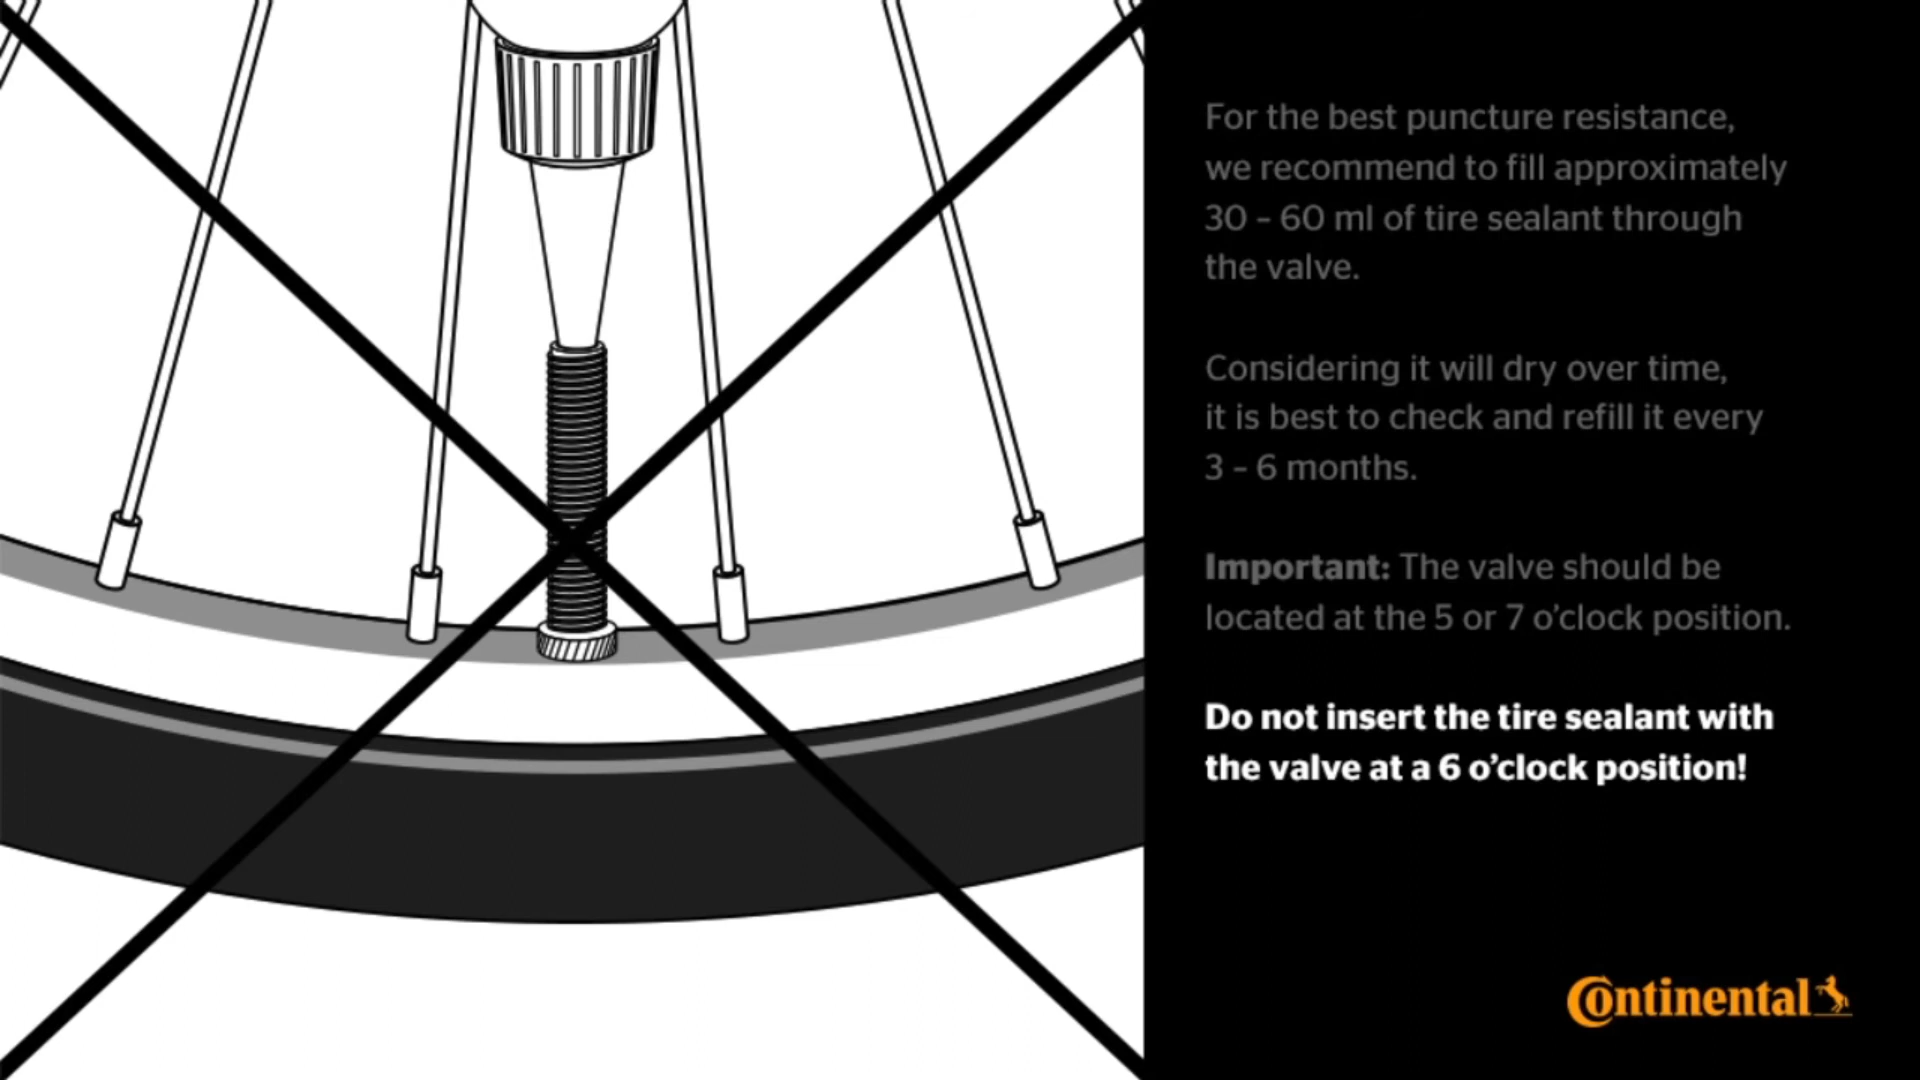 For the best puncture resistance,
we recommend to fill approximately
30 – 60 ml of tire sealant through
the valve.
Considering it will dry over time,
it is best to check and refill it every
3 – 6 months.
Important: The valve should be
located at the 5 or 7 o’clock position.
Do not insert the tire sealant with
the valve at a 6 o’clock position!
Continental